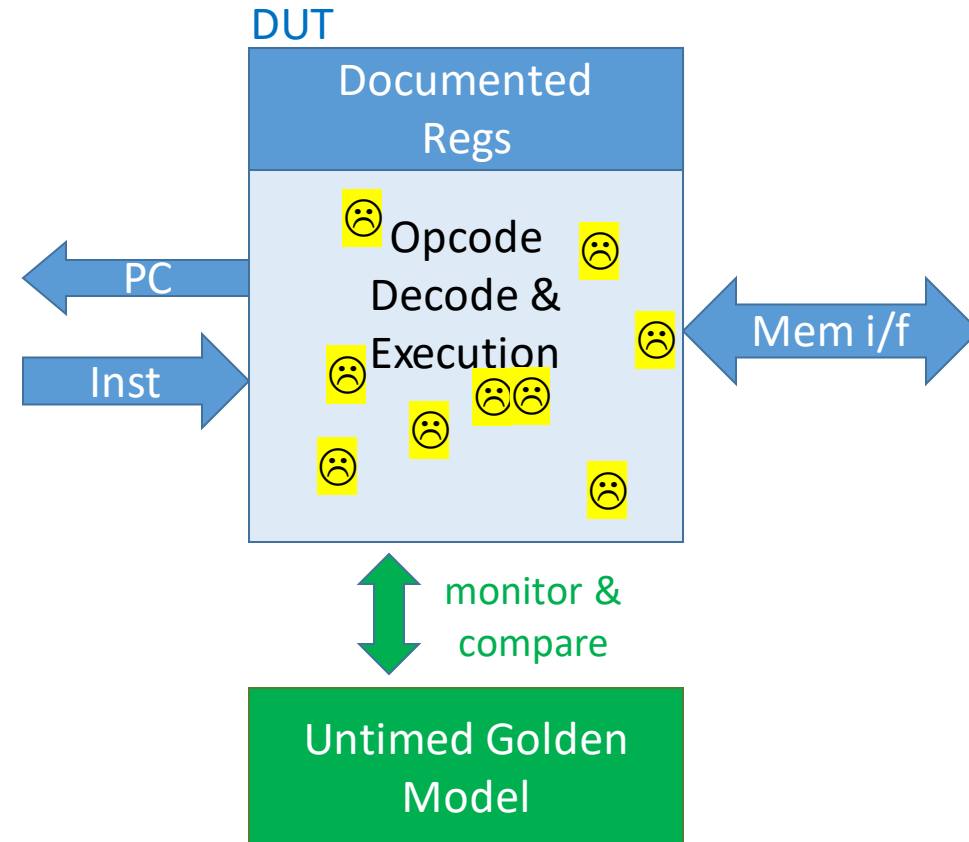 DUT
Documented
Regs
Opcode
Decode &
Execution
PC
Inst
Mem i/f
monitor &
compare
Untimed Golden
Model